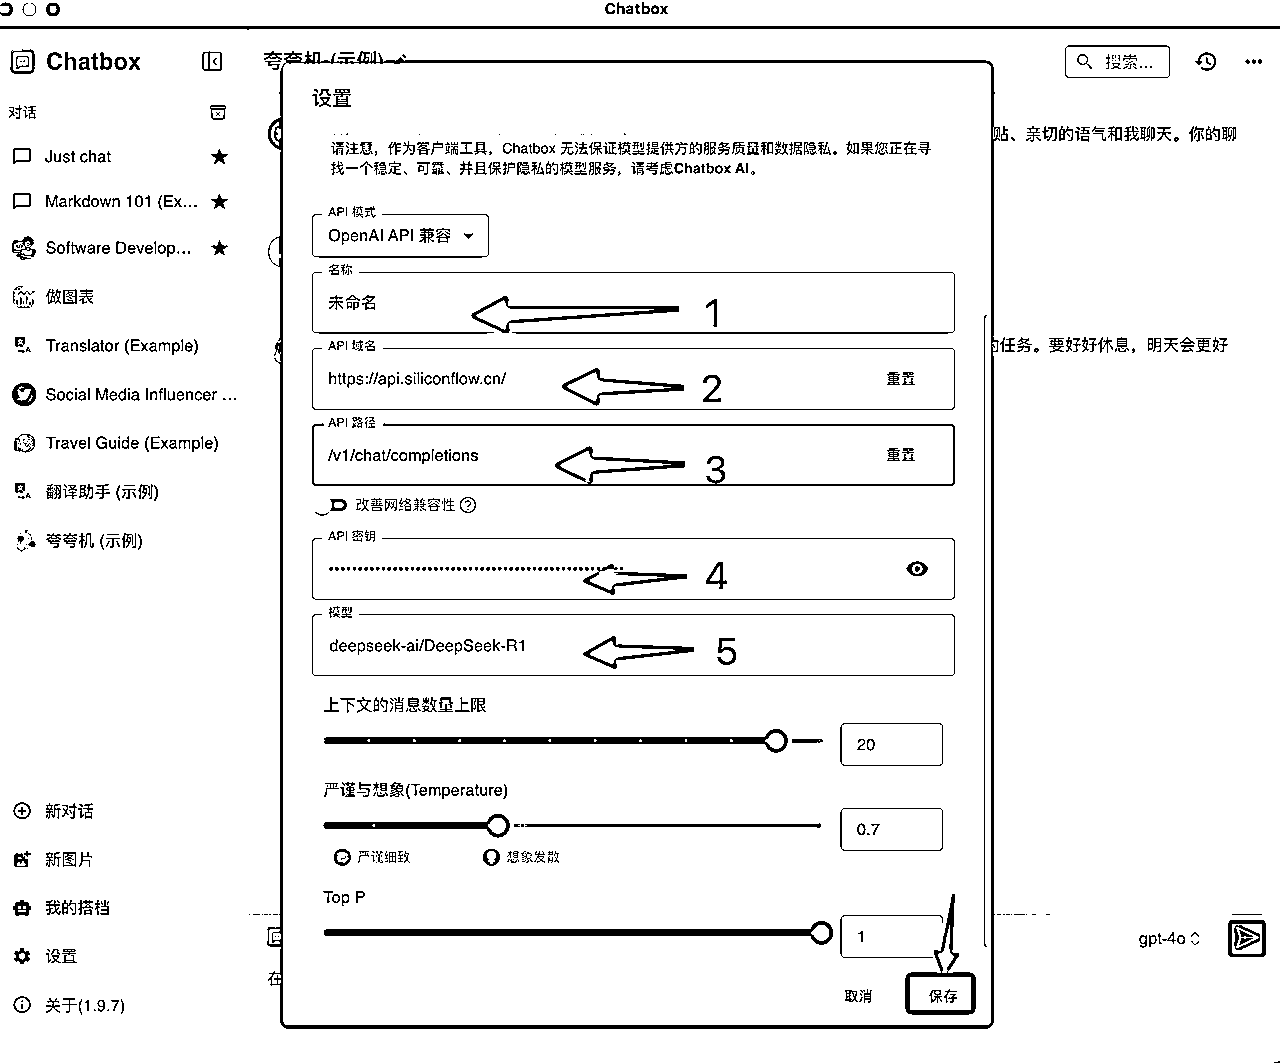 Chatbox
Chatbox
对话
Just chat
Markdown 101 (Ex...
Software Develop...
做图表
Translator (Example)
Social Media Influencer ...
Travel Guide (Example)
翻译助手 (示例)
夸夸机 (示例)
新对话
新图片
我的搭档
设置
关于(1.9.7)
夸夸机 (示例)
搜索...
贴、亲切的语气和我聊天。你的聊
的任务。要好好休息，明天会更好
设置
请注意，作为客户端工具，Chatbox 无法保证模型提供方的服务质量和数据隐私。如果您正在寻
找一个稳定、可靠、并且保护隐私的模型服务，请考虑Chatbox AI。
API 模式
OpenAI API 兼容
名称
未命名
1
API 域名
https://api.siliconflow.cn/
重置
2
API 路径
/v1/chat/completions
重置
3
改善网络兼容性
API 密钥
4
模型
deepseek-ai/DeepSeek-R1
5
上下文的消息数量上限
20
严谨与想象(Temperature)
0.7
严谨细致
想象发散
Top P
1
取消
保存
在
gpt-4o